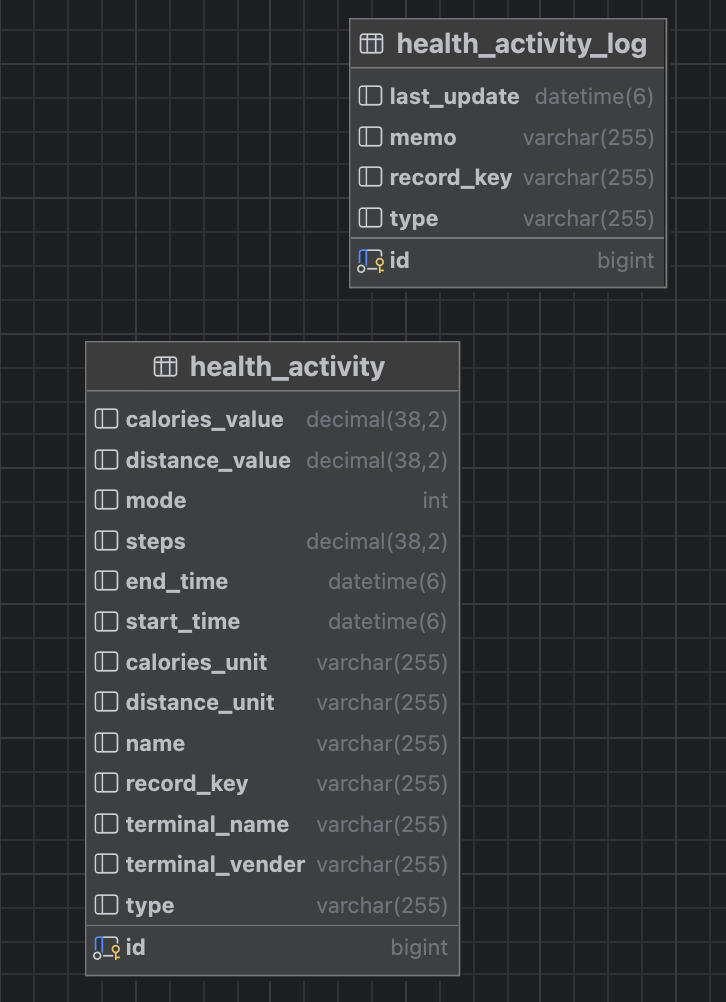 health_activity_log
last_update datetime(6)
memo varchar(255)
record_key varchar(255)
type varchar(255)
id bigint
health_activity
calories_value decimal(38,2)
distance_value decimal(38,2)
mode int
steps decimal(38,2)
end_time datetime(6)
start_time datetime(6)
calories_unit varchar(255)
distance_unit varchar(255)
name varchar(255)
record_key varchar(255)
terminal_name varchar(255)
terminal_vender varchar(255)
type varchar(255)
id bigint